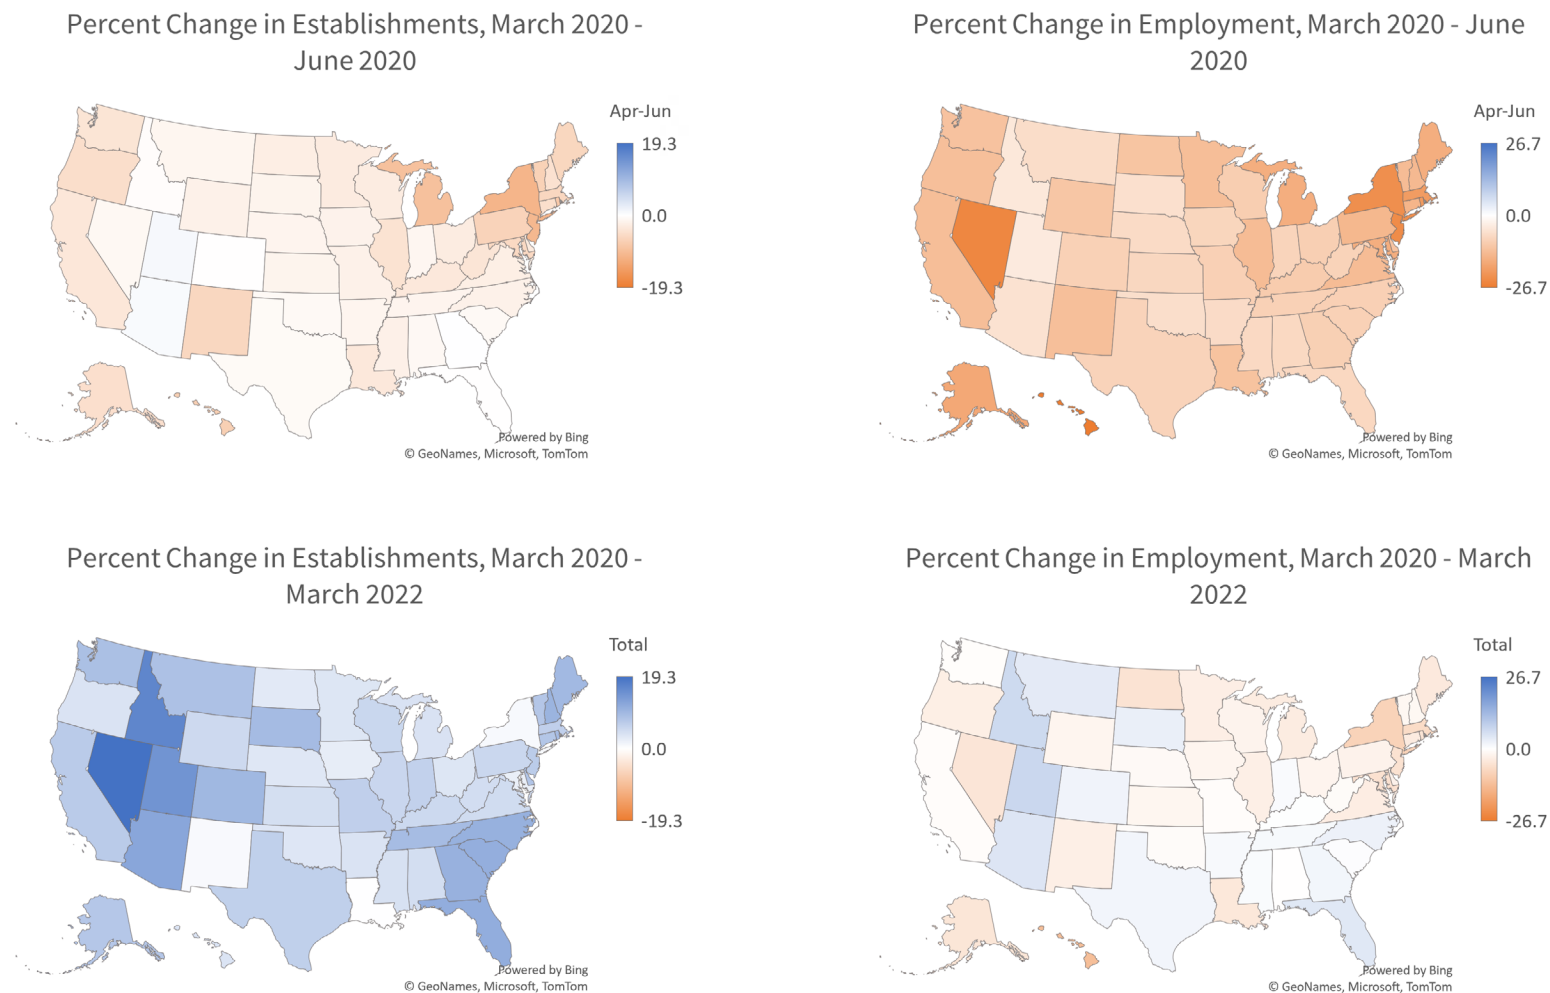 Percent Change in Establishments, March 2020 -
June 2020
Apr-Jun
19.3
0.0
-19.3
Powered by Bing
© GeoNames, Microsoft, TomTom
Percent Change in Employment, March 2020 - June
2020
Apr-Jun
26.7
0.0
-26.7
Powered by Bing
© GeoNames, Microsoft, TomTom
Percent Change in Establishments, March 2020 -
March 2022
Total
19.3
0.0
-19.3
Powered by Bing
© GeoNames, Microsoft, TomTom
Percent Change in Employment, March 2020 - March
2022
Total
26.7
0.0
-26.7
Powered by Bing
© GeoNames, Microsoft, TomTom